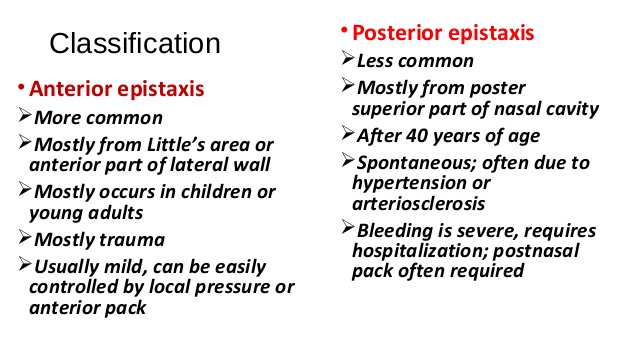 Classification
• Anterior epistaxis
➢More common
➢Mostly from Little's area or
anterior part of lateral wall
➢Mostly occurs in children or
young adults
➢Mostly trauma
➢Usually mild, can be easily
controlled by local pressure or
anterior pack
• Posterior epistaxis
➢Less common
➢Mostly from poster
superior part of nasal cavity
➢After 40 years of age
➢Spontaneous; often due to
hypertension or
arteriosclerosis
➢Bleeding is severe, requires
hospitalization; postnasal
pack often required